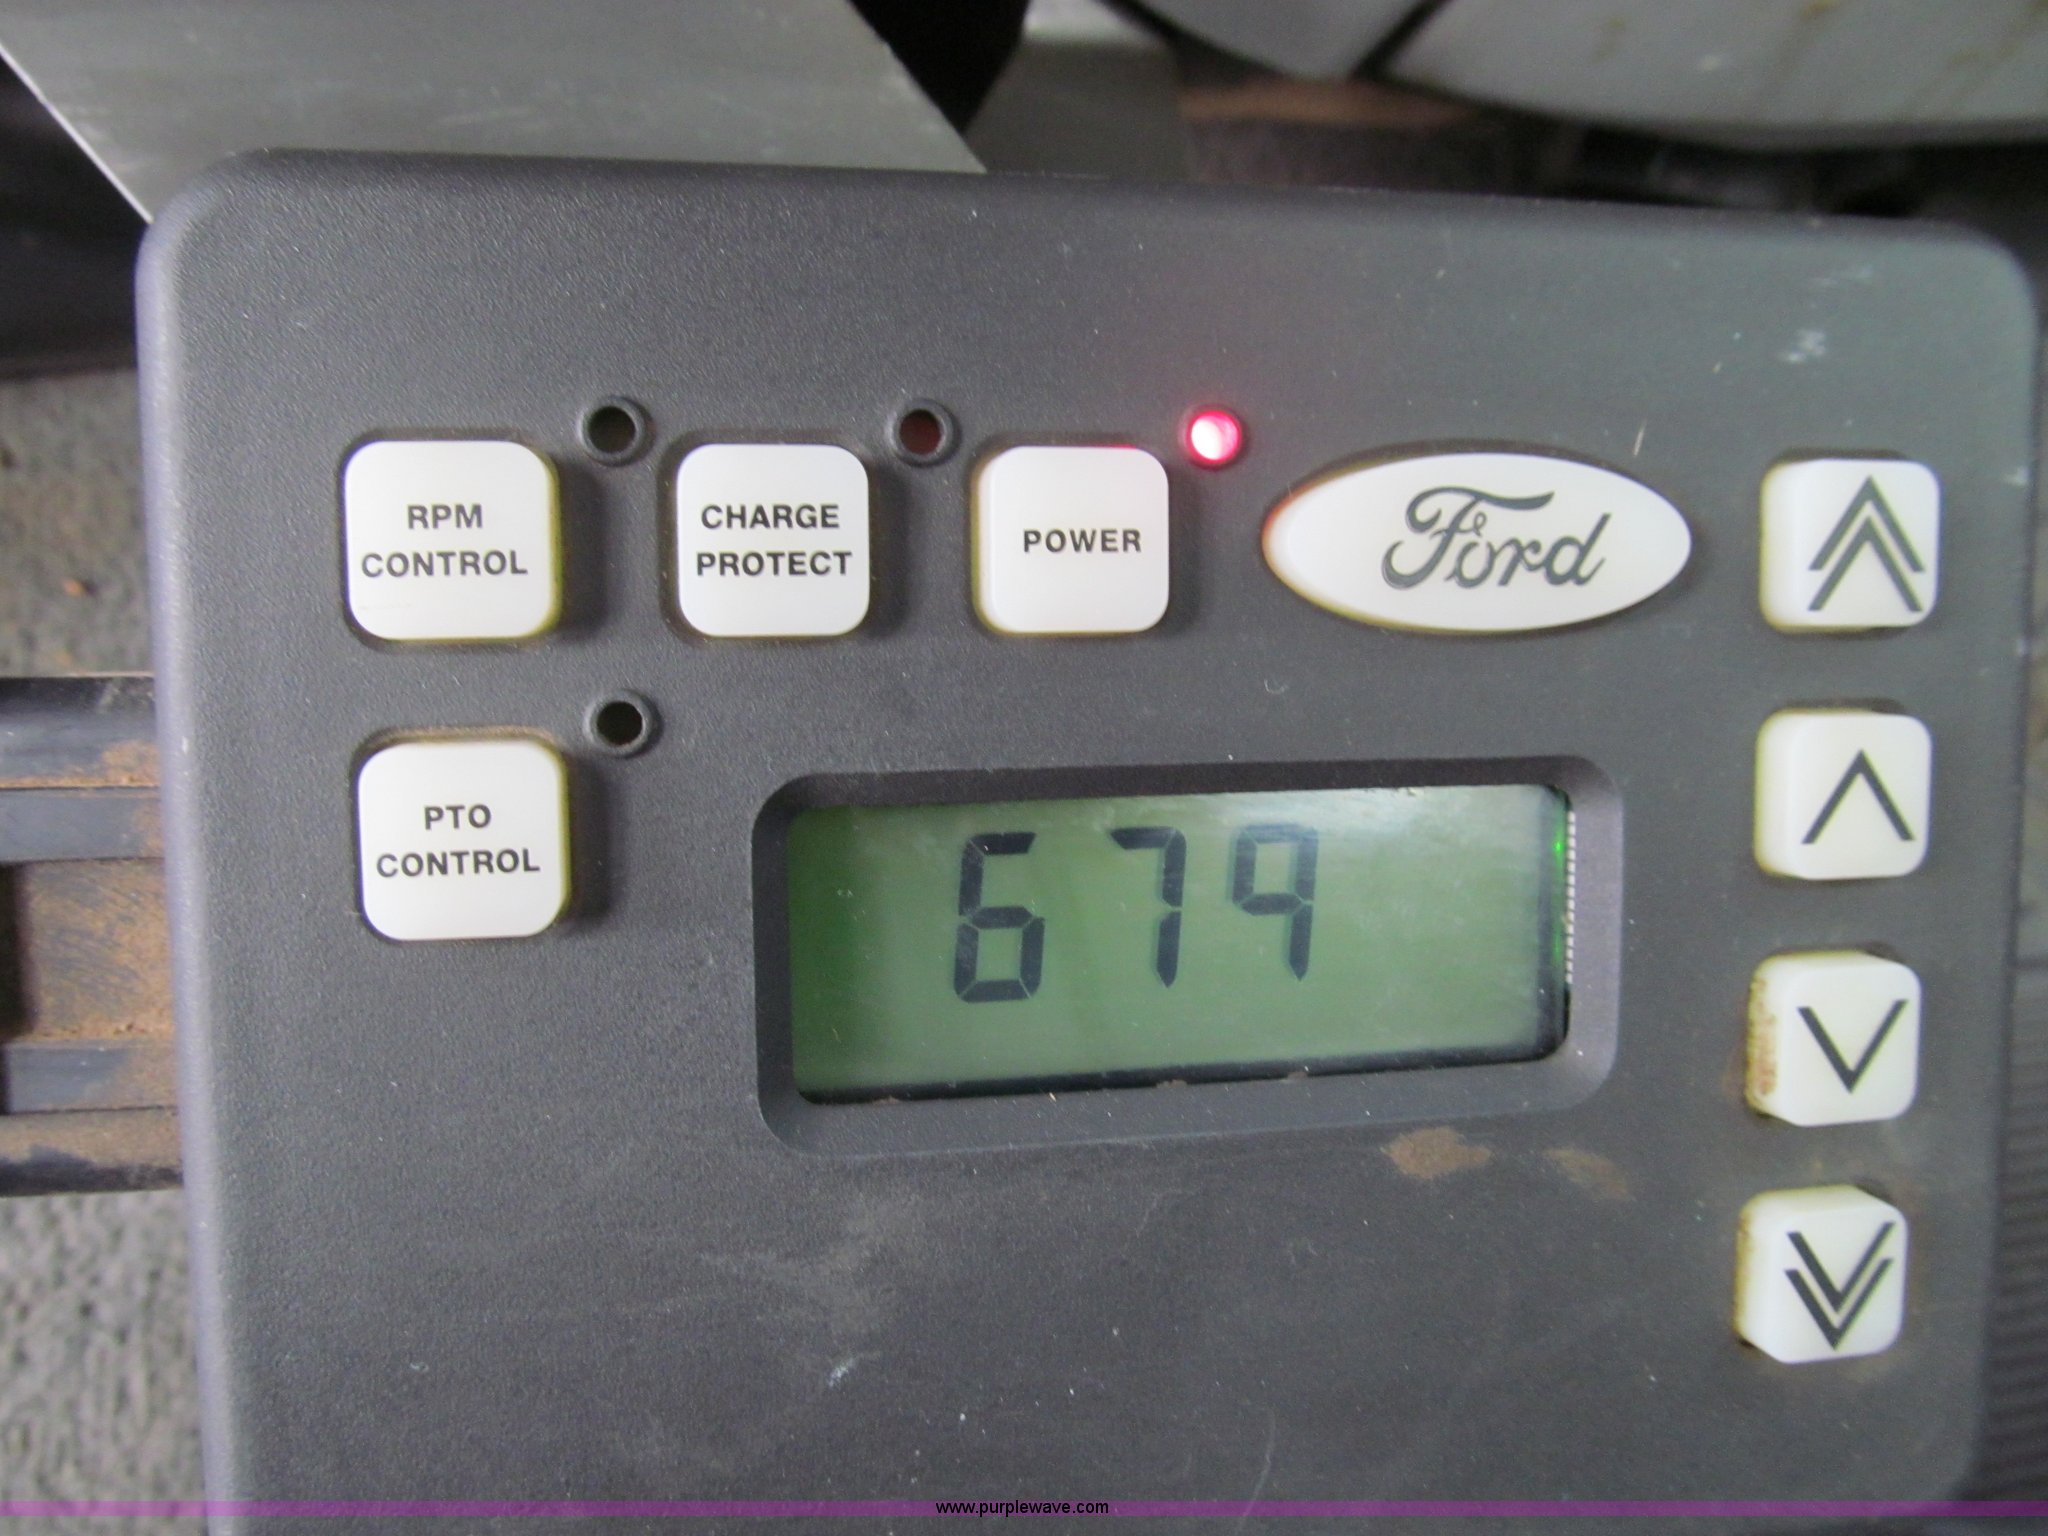 RPM
CONTROL
CHARGE
PROTECT
POWER
Ford
PTO
CONTROL
679
www.purplewave.com